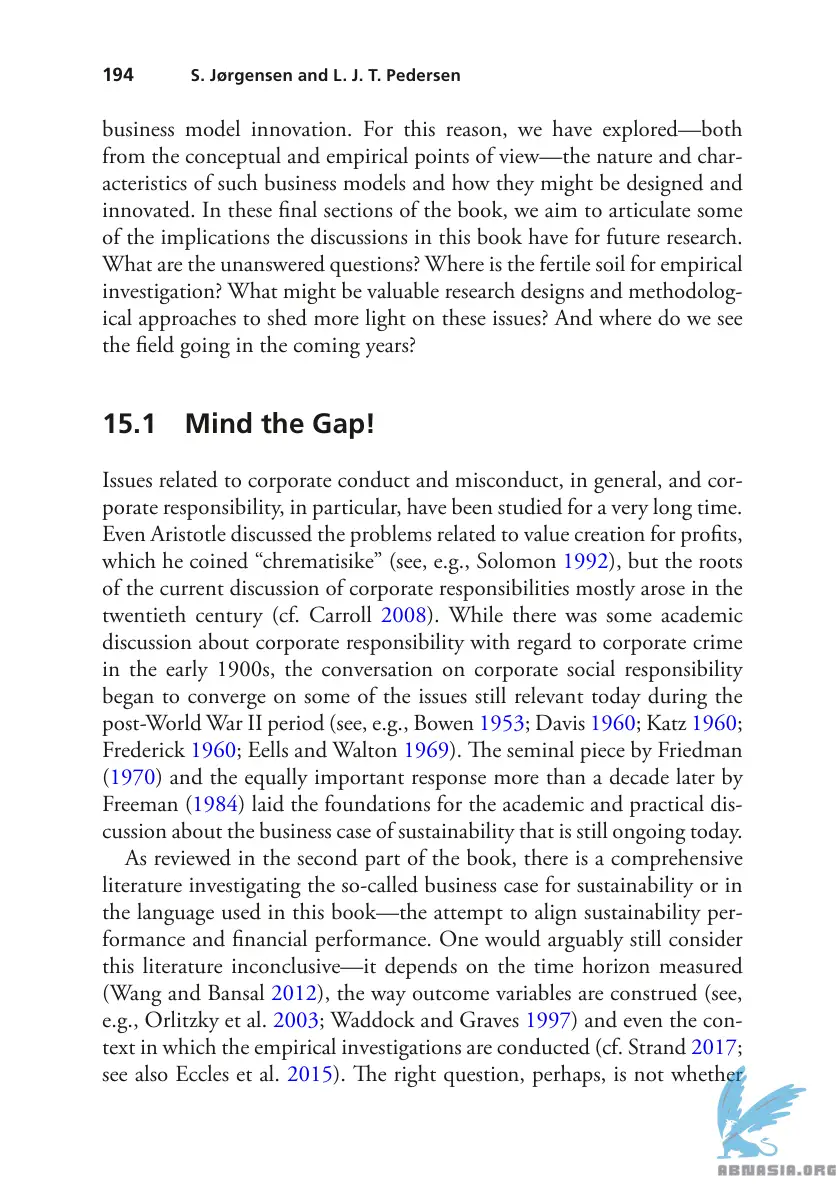 194 S. Jørgensen and L. J. T. Pedersen
business model innovation. For this reason, we have explored—both
from the conceptual and empirical points of view—the nature and char-
acteristics of such business models and how they might be designed and
innovated. In these final sections of the book, we aim to articulate some
of the implications the discussions in this book have for future research.
What are the unanswered questions? Where is the fertile soil for empirical
investigation? What might be valuable research designs and methodolog-
ical approaches to shed more light on these issues? And where do we see
the field going in the coming years?
15.1 Mind the Gap!
Issues related to corporate conduct and misconduct, in general, and cor-
porate responsibility, in particular, have been studied for a very long time.
Even Aristotle discussed the problems related to value creation for profits,
which he coined “chrematisike” (see, e.g., Solomon 1992), but the roots
of the current discussion of corporate responsibilities mostly arose in the
twentieth century (cf. Carroll 2008). While there was some academic
discussion about corporate responsibility with regard to corporate crime
in the early 1900s, the conversation on corporate social responsibility
began to converge on some of the issues still relevant today during the
post-World War II period (see, e.g., Bowen 1953; Davis 1960; Katz 1960;
Frederick 1960; Eells and Walton 1969). The seminal piece by Friedman
(1970) and the equally important response more than a decade later by
Freeman (1984) laid the foundations for the academic and practical dis-
cussion about the business case of sustainability that is still ongoing today.
As reviewed in the second part of the book, there is a comprehensive
literature investigating the so-called business case for sustainability or in
the language used in this book—the attempt to align sustainability per-
formance and financial performance. One would arguably still consider
this literature inconclusive—it depends on the time horizon measured
(Wang and Bansal 2012), the way outcome variables are construed (see,
e.g., Orlitzky et al. 2003; Waddock and Graves 1997) and even the con-
text in which the empirical investigations are conducted (cf. Strand 2017;
see also Eccles et al. 2015). The right question, perhaps, is not whether
ABNASIA.ORG